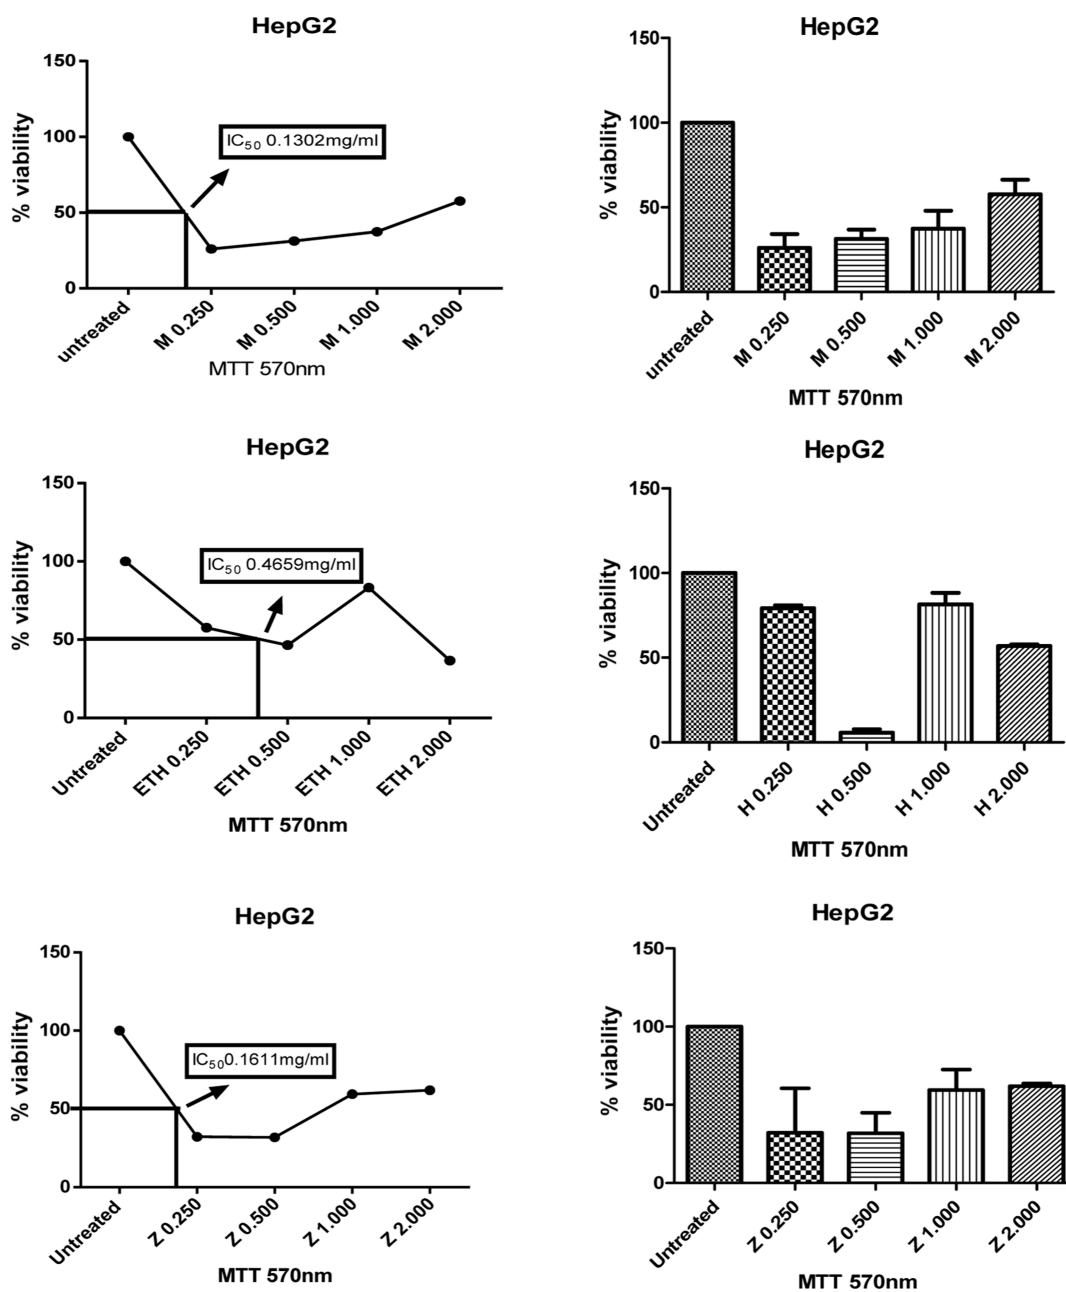 HepG2
150
100
50
0
% viability
IC50 0.1302mg/ml
untreated
M 0.250
M 0.500
M 1.000
M 2.000
MTT 570nm
HepG2
150
100
50
0
% viability
untreated
M 0.250
M 0.500
M 1.000
M 2.000
MTT 570nm
HepG2
150
100
50
0
% viability
IC50 0.4659mg/ml
Untreated
ETH 0.250
ETH 0.500
ETH 1.000
ETH 2.000
MTT 570nm
HepG2
150
100
50
0
% viability
Untreated
H 0.250
H 0.500
H 1.000
H 2.000
MTT 570nm
HepG2
150
100
50
0
% viability
IC500.1611mg/ml
Untreated
Z 0.250
Z 0.500
Z 1.000
Z 2.000
MTT 570nm
HepG2
150
100
50
0
% viability
Untreated
Z 0.250
Z 0.500
Z 1.000
Z 2.000
MTT 570nm